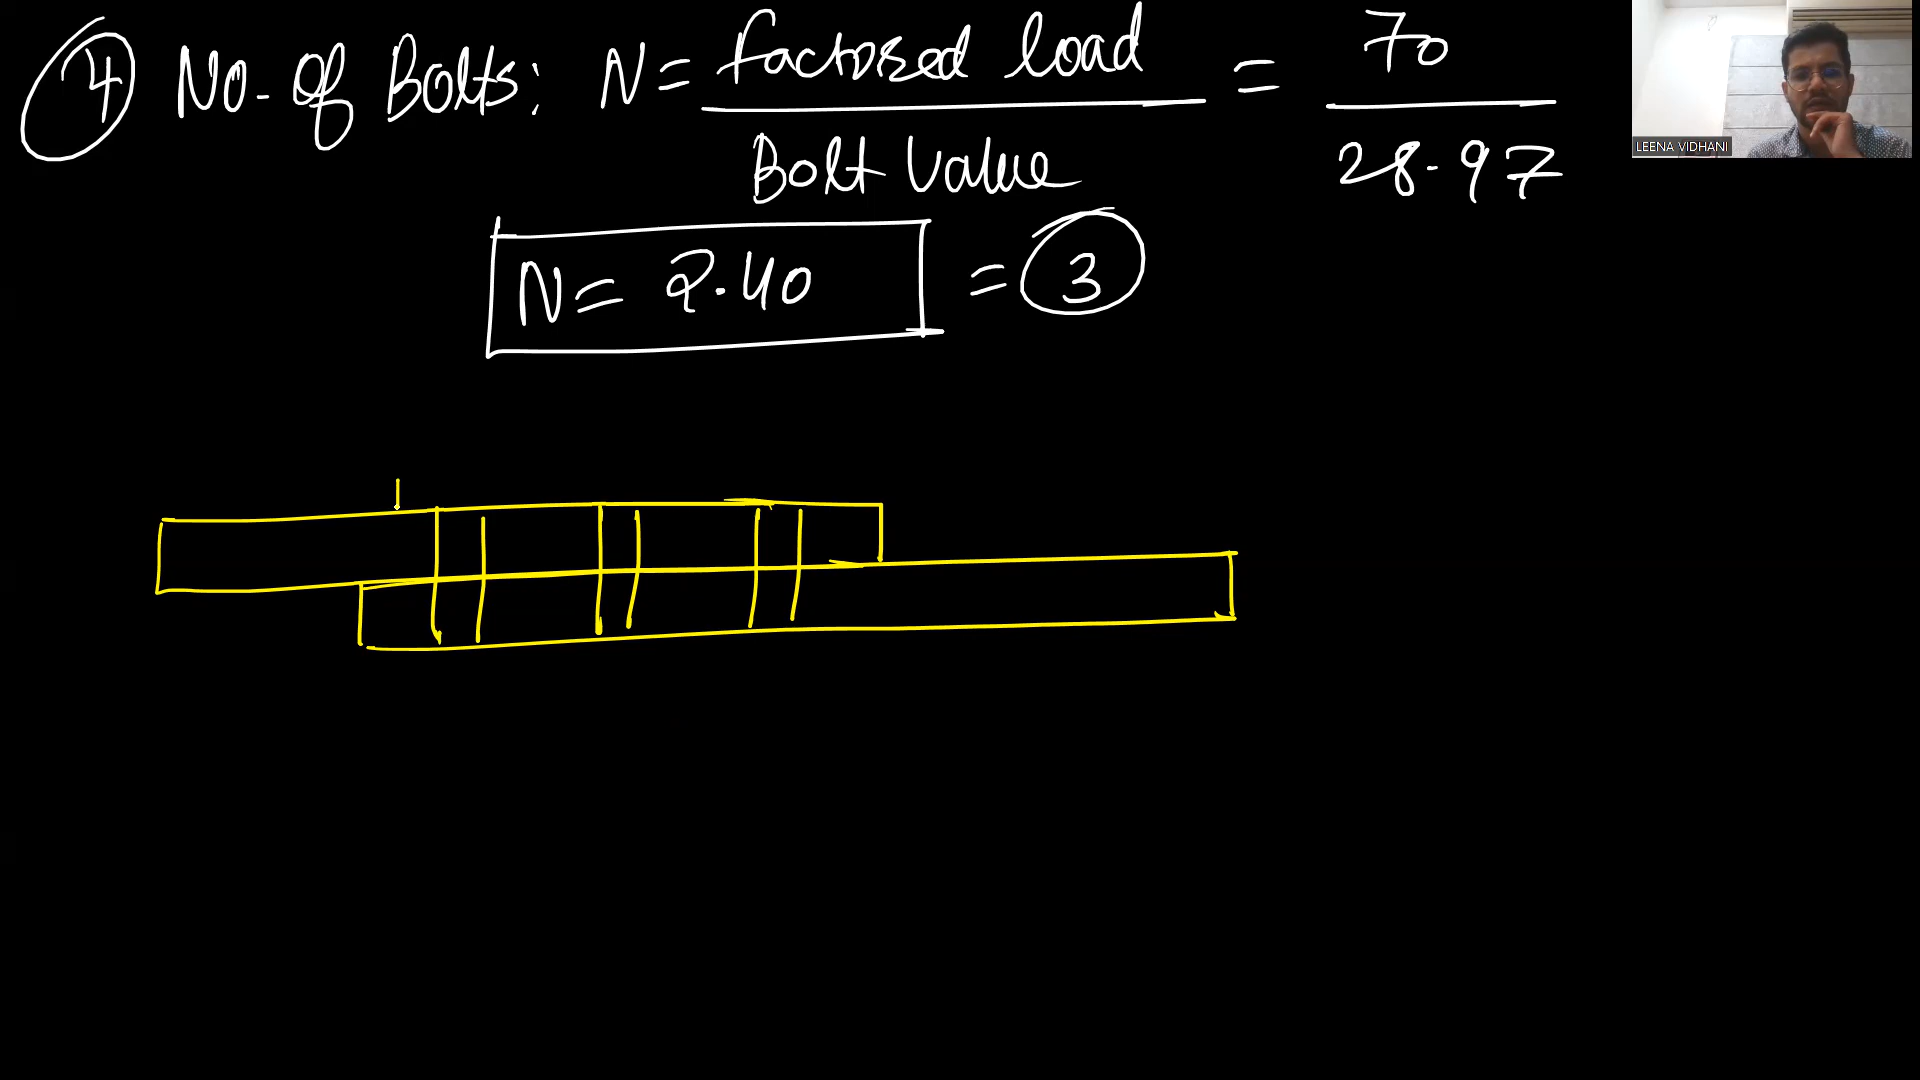 4 No. of Bolts: N = factored load / Bolt Value = 70 / 28.97
N = 2.40 = 3
LEENA VIDHANI